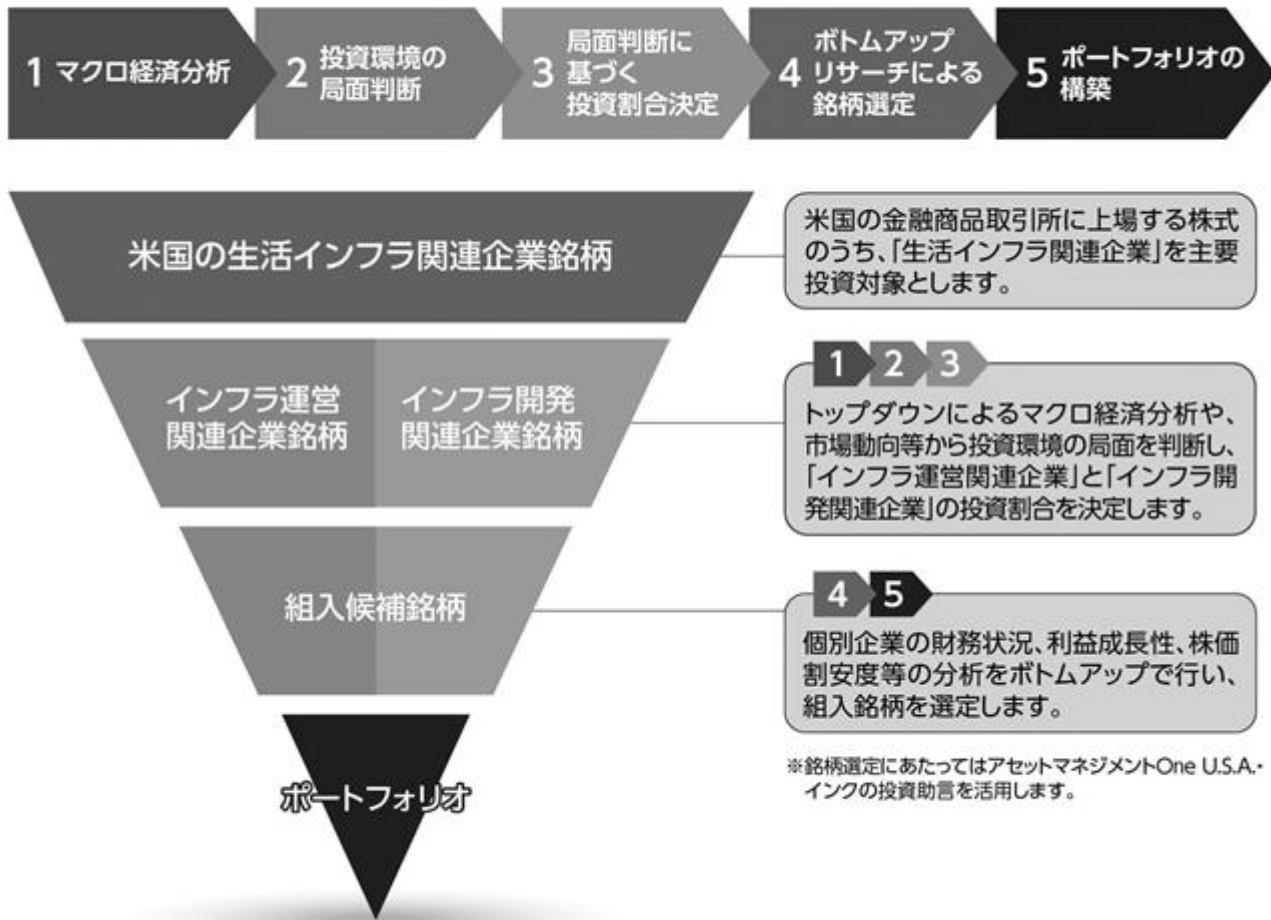 1 マクロ経済分析
2 投資環境の
局面判断
3 局面判断に
基づく
投資割合決定
4 ボトムアップ
リサーチによる
銘柄選定
5 ポートフォリオの
構築
米国の生活インフラ関連企業銘柄
米国の金融商品取引所に上場する株式
のうち、「生活インフラ関連企業」を主要
投資対象とします。
インフラ運営
関連企業銘柄
インフラ開発
関連企業銘柄
1 2 3
トップダウンによるマクロ経済分析や、
市場動向等から投資環境の局面を判断し、
「インフラ運営関連企業」と「インフラ開
発関連企業」の投資割合を決定します。
組入候補銘柄
4 5
個別企業の財務状況、利益成長性、株価
割安度等の分析をボトムアップで行い、
組入銘柄を選定します。
ポートフォリオ
※銘柄選定にあたってはアセットマネジメントOne U.S.A.・
インクの投資助言を活用します。